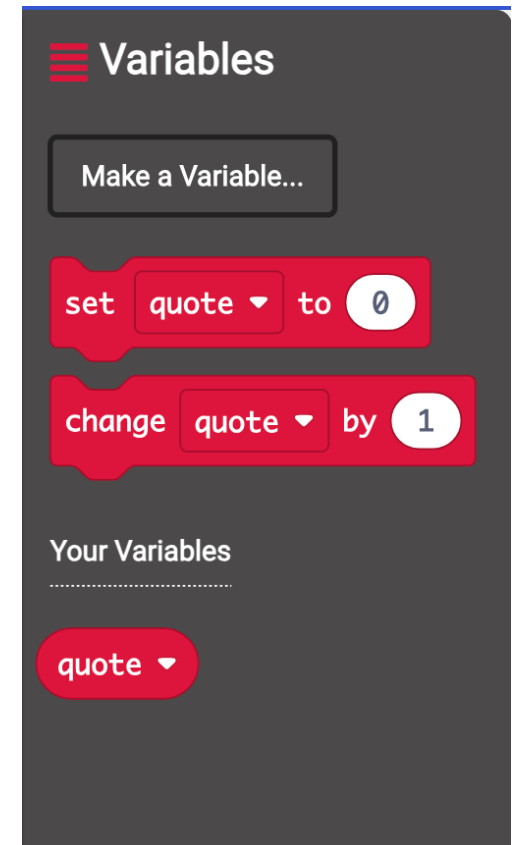 Variables
Make a Variable...
set quote to 0
change quote by 1
Your Variables
quote